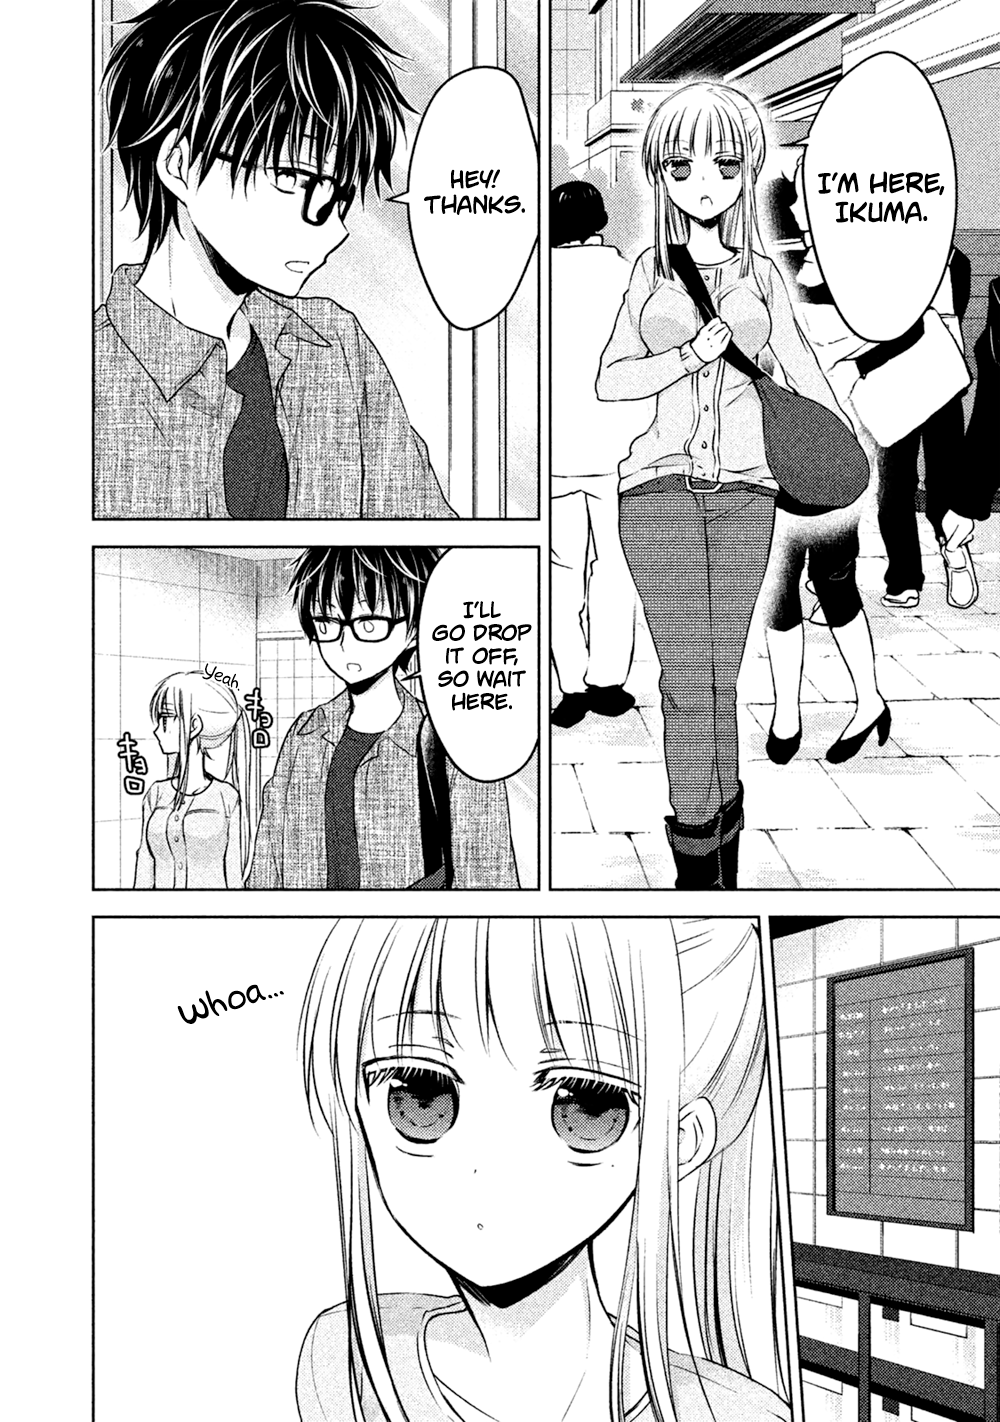 I'M HERE,
IKUMA.
HEY!
THANKS.
I'LL
GO DROP
IT OFF,
SO WAIT
HERE.
Yeah.
キョロ
キョロ
whoa...